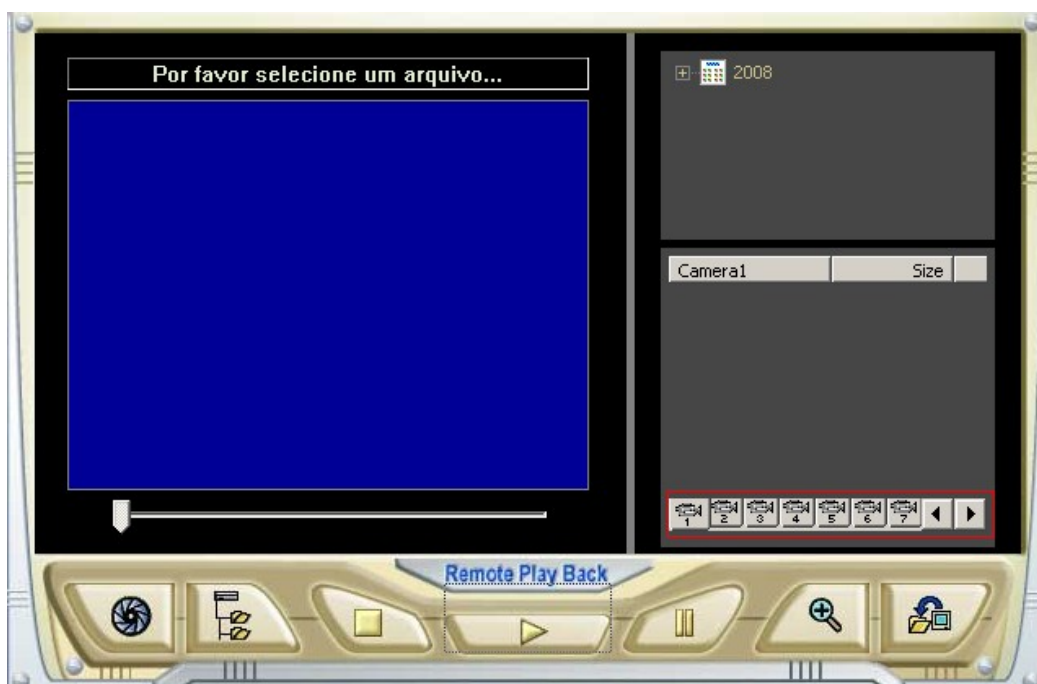 Por favor selecione um arquivo...
2008
Camera1 Size
1 2 3 4 5 6 7
Remote Play Back